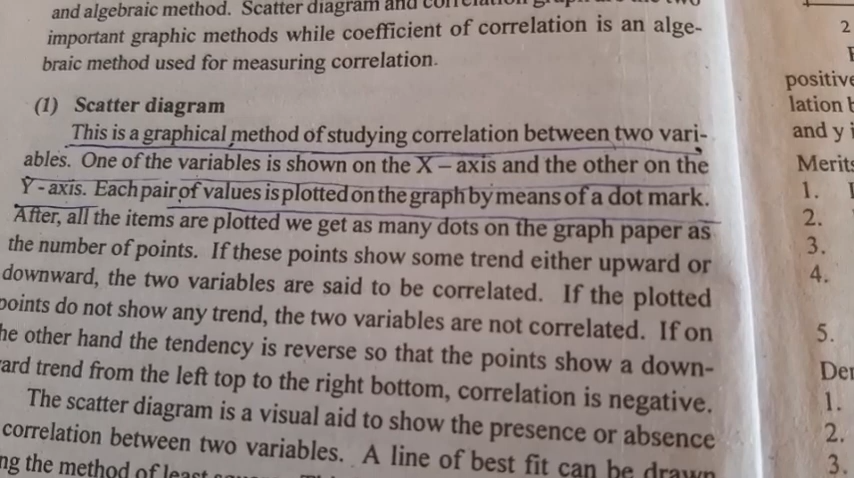 and algebraic method. Scatter diagram and correlation graph are the two
important graphic methods while coefficient of correlation is an alge-
braic method used for measuring correlation.
(1) Scatter diagram
This is a graphical method of studying correlation between two vari-
ables. One of the variables is shown on the X – axis and the other on the
Y - axis. Each pair of values is plotted on the graph by means of a dot mark.
After, all the items are plotted we get as many dots on the graph paper as
the number of points. If these points show some trend either upward or
downward, the two variables are said to be correlated. If the plotted
points do not show any trend, the two variables are not correlated. If on
he other hand the tendency is reverse so that the points show a down-
ard trend from the left top to the right bottom, correlation is negative.
The scatter diagram is a visual aid to show the presence or absence
correlation between two variables. A line of best fit can be drawn
ng the method of least
2
positive
lation b
and y i
Merits
1.
2.
3.
4.
5.
Der
1.
2.
3.